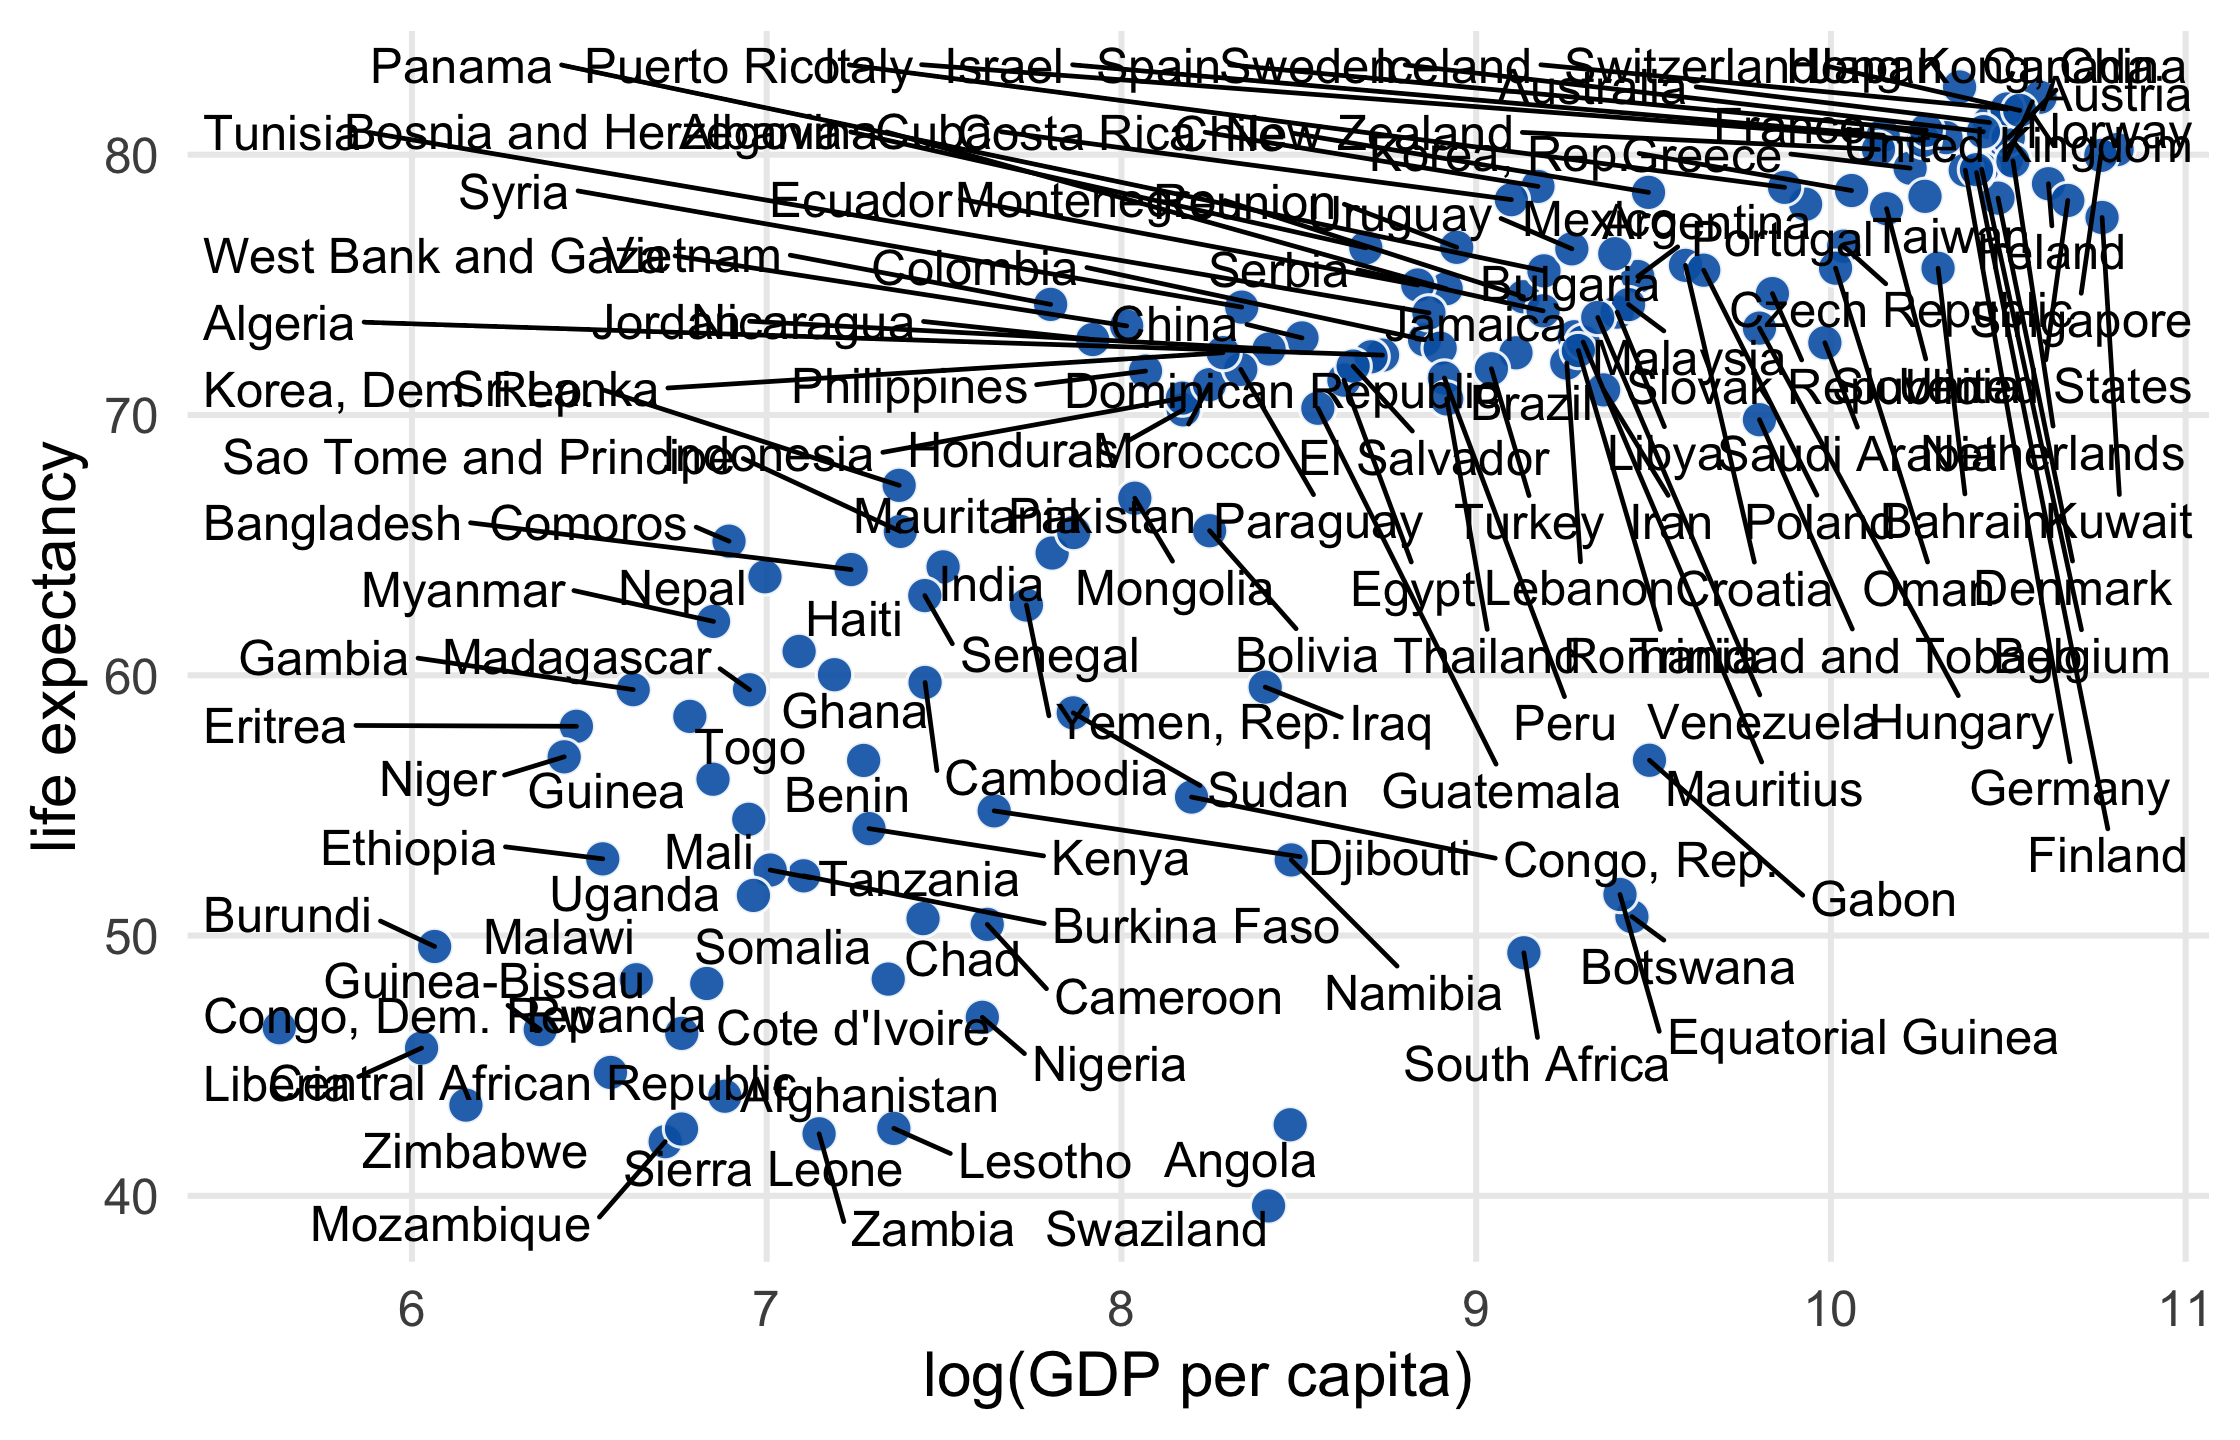 Panama
Puerto Rico
Italy
Israel
Spain
Sweden
Iceland
Switzerland
Japan
Hong Kong, China
Canada
Australia
Austria
Tunisia
Bosnia and Herzegovina
Albania
Cuba
Costa Rica
Chile
New Zealand
France
Norway
Korea, Rep.
Greece
United Kingdom
Syria
Ecuador
Montenegro
Reunion
Uruguay
Mexico
Argentina
Portugal
Taiwan
Ireland
West Bank and Gaza
Vietnam
Colombia
Serbia
Bulgaria
Czech Republic
Singapore
Algeria
Jordan
Nicaragua
China
Jamaica
Malaysia
Korea, Dem. Rep.
Sri Lanka
Philippines
Dominican Republic
Brazil
Slovak Republic
Slovenia
United States
Sao Tome and Principe
Indonesia
Honduras
Morocco
El Salvador
Libya
Saudi Arabia
Netherlands
Bangladesh
Comoros
Mauritania
Pakistan
Paraguay
Turkey
Iran
Poland
Bahrain
Kuwait
Myanmar
Nepal
India
Haiti
Mongolia
Egypt
Lebanon
Croatia
Oman
Denmark
Gambia
Madagascar
Senegal
Bolivia
Thailand
Romania
Trinidad and Tobago
Belgium
Eritrea
Ghana
Togo
Yemen, Rep.
Iraq
Peru
Venezuela
Hungary
Niger
Guinea
Benin
Cambodia
Sudan
Guatemala
Mauritius
Germany
Ethiopia
Mali
Kenya
Djibouti
Congo, Rep.
Finland
Uganda
Tanzania
Gabon
Burundi
Malawi
Somalia
Burkina Faso
Chad
Botswana
Guinea-Bissau
Cameroon
Namibia
Congo, Dem. Rep.
Rwanda
Cote d'Ivoire
Equatorial Guinea
Nigeria
South Africa
Liberia
Central African Republic
Afghanistan
Zimbabwe
Sierra Leone
Lesotho
Angola
Mozambique
Zambia
Swaziland
80
70
60
50
40
life expectancy
6 7 8 9 10 11
log(GDP per capita)